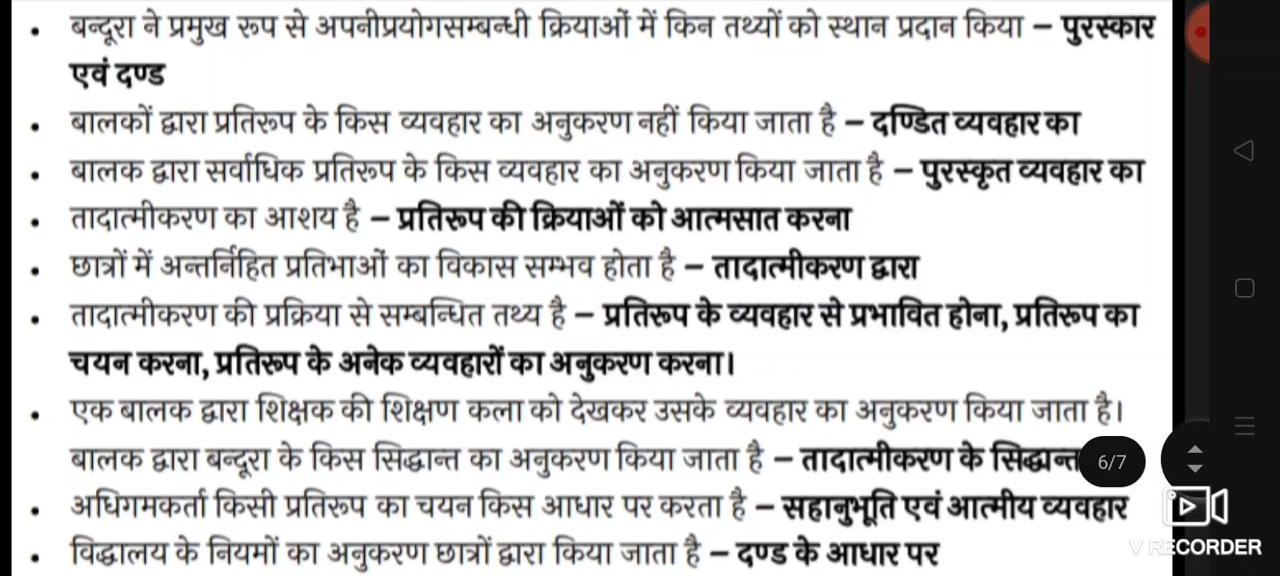 • बन्दूरा ने प्रमुख रूप से अपनीप्रयोगसम्बन्धी क्रियाओं में किन तथ्यों को स्थान प्रदान किया – पुरस्कार
एवं दण्ड
• बालकों द्वारा प्रतिरूप के किस व्यवहार का अनुकरण नहीं किया जाता है – दण्डित व्यवहार का
• बालक द्वारा सर्वाधिक प्रतिरूप के किस व्यवहार का अनुकरण किया जाता है – पुरस्कृत व्यवहार का
• तादात्मीकरण का आशय है – प्रतिरूप की क्रियाओं को आत्मसात करना
• छात्रों में अन्तर्निहित प्रतिभाओं का विकास सम्भव होता है – तादात्मीकरण द्वारा
• तादात्मीकरण की प्रक्रिया से सम्बन्धित तथ्य है – प्रतिरूप के व्यवहार से प्रभावित होना, प्रतिरूप का
चयन करना, प्रतिरूप के अनेक व्यवहारों का अनुकरण करना।
• एक बालक द्वारा शिक्षक की शिक्षण कला को देखकर उसके व्यवहार का अनुकरण किया जाता है।
बालक द्वारा बन्दूरा के किस सिद्धान्त का अनुकरण किया जाता है – तादात्मीकरण के सिद्धान्त
6/7
• अधिगमकर्ता किसी प्रतिरूप का चयन किस आधार पर करता है – सहानुभूति एवं आत्मीय व्यवहार
• विद्धालय के नियमों का अनुकरण छात्रों द्वारा किया जाता है – दण्ड के आधार पर
V RECORDER